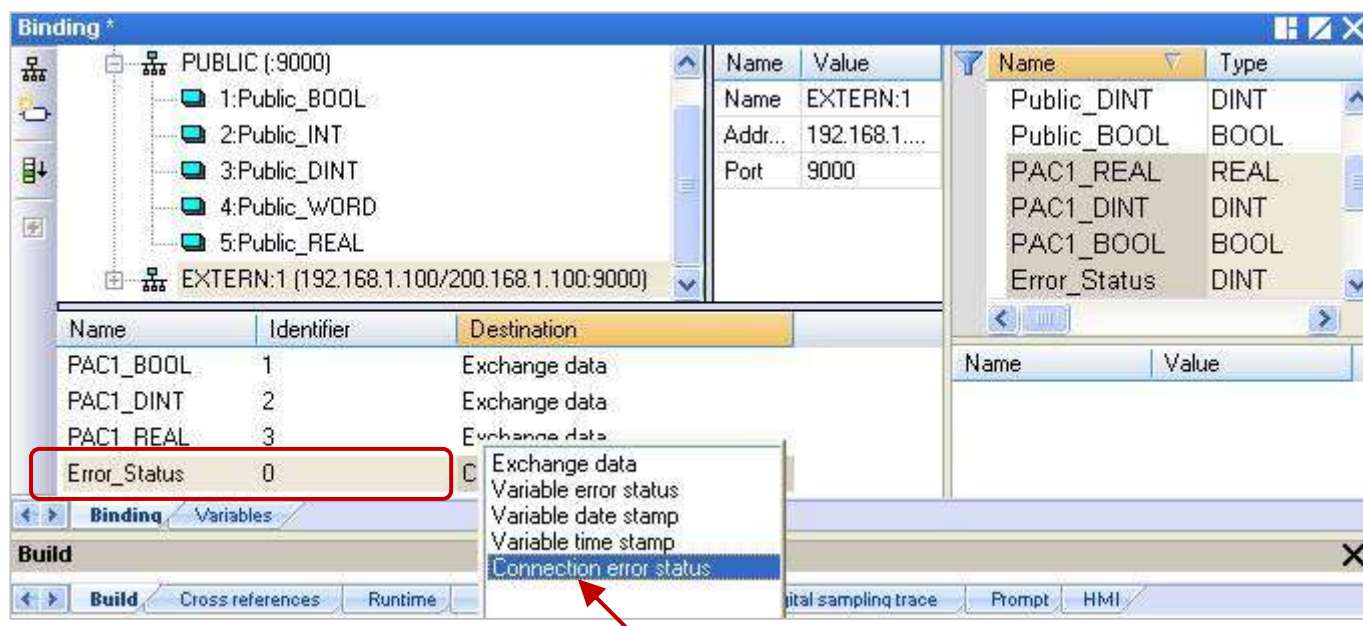 Binding *
PUBLIC (:9000)
1:Public_BOOL
2:Public_INT
3:Public_DINT
4:Public_WORD
5:Public_REAL
EXTERN:1 (192.168.1.100/200.168.1.100:9000)
Name Value
Name EXTERN:1
Addr... 192.168.1....
Port 9000
Name Type
Public_DINT DINT
Public_BOOL BOOL
PAC1_REAL REAL
PAC1_DINT DINT
PAC1_BOOL BOOL
Error_Status DINT
Name Value
Name Identifier Destination
PAC1_BOOL 1 Exchange data
PAC1_DINT 2 Exchange data
PAC1_REAL 3 Exchange data
Error_Status 0 C
Exchange data
Variable error status
Variable date stamp
Variable time stamp
Connection error status
Binding Variables
Build
Build Cross references Runtime sampling trace Prompt HMI